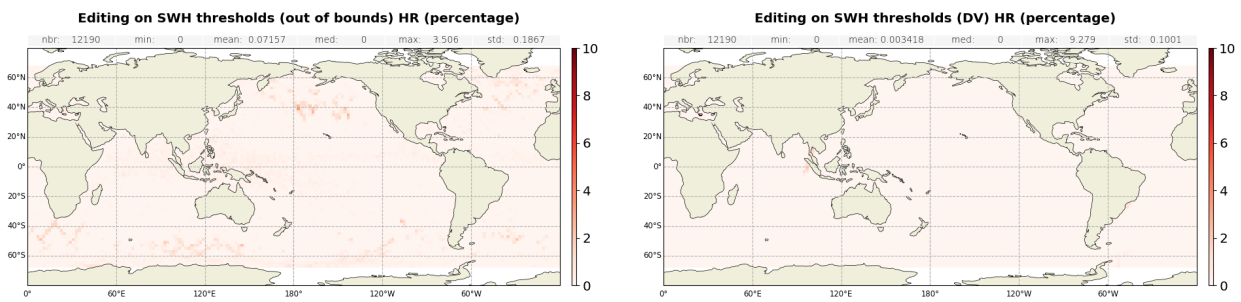 Editing on SWH thresholds (out of bounds) HR (percentage)
nbr: 12190 min: 0 mean: 0.07157 med: 0 max: 3.506 std: 0.1867
10
60°N
8
40°N
6
20°N
0°
4
20°S
40°S
2
60°S
0
0° 60°E 120°E 180° 120°W 60°W
Editing on SWH thresholds (DV) HR (percentage)
nbr: 12190 min: 0 mean: 0.003418 med: 0 max: 9.279 std: 0.1001
10
60°N
8
40°N
6
20°N
0°
4
20°S
40°S
2
60°S
0
0° 60°E 120°E 180° 120°W 60°W